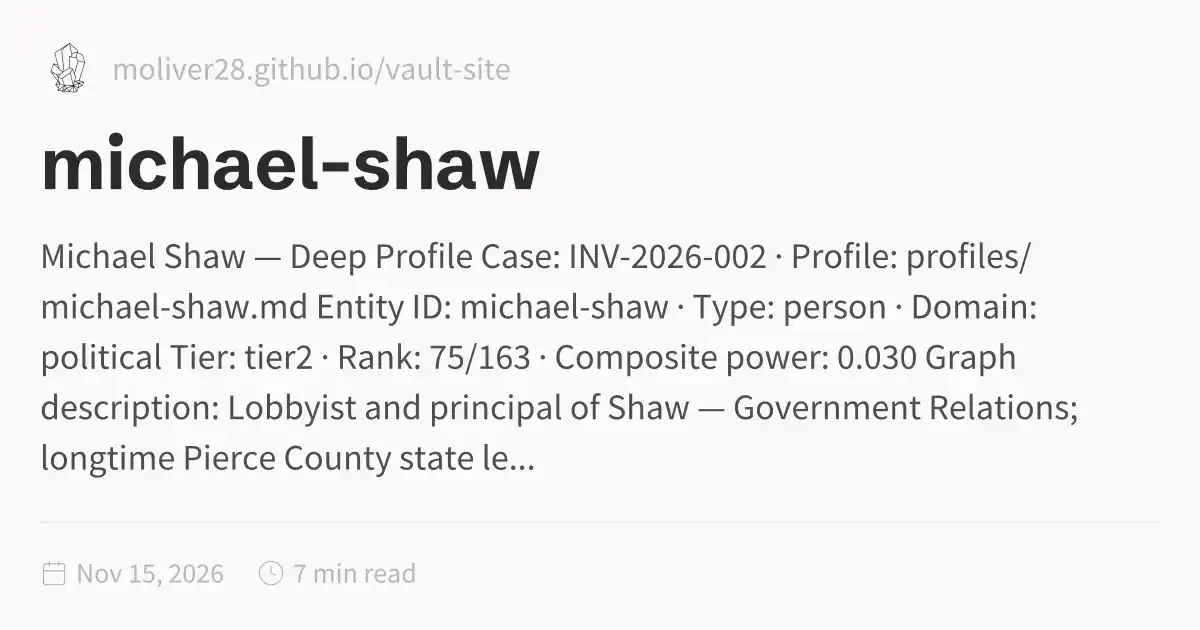 moliver28.github.io/vault-site
michael-shaw
Michael Shaw — Deep Profile Case: INV-2026-002 · Profile: profiles/
michael-shaw.md Entity ID: michael-shaw · Type: person · Domain:
political Tier: tier2 · Rank: 75/163 · Composite power: 0.030 Graph
description: Lobbyist and principal of Shaw — Government Relations;
longtime Pierce County state le...
Nov 15, 2026 7 min read